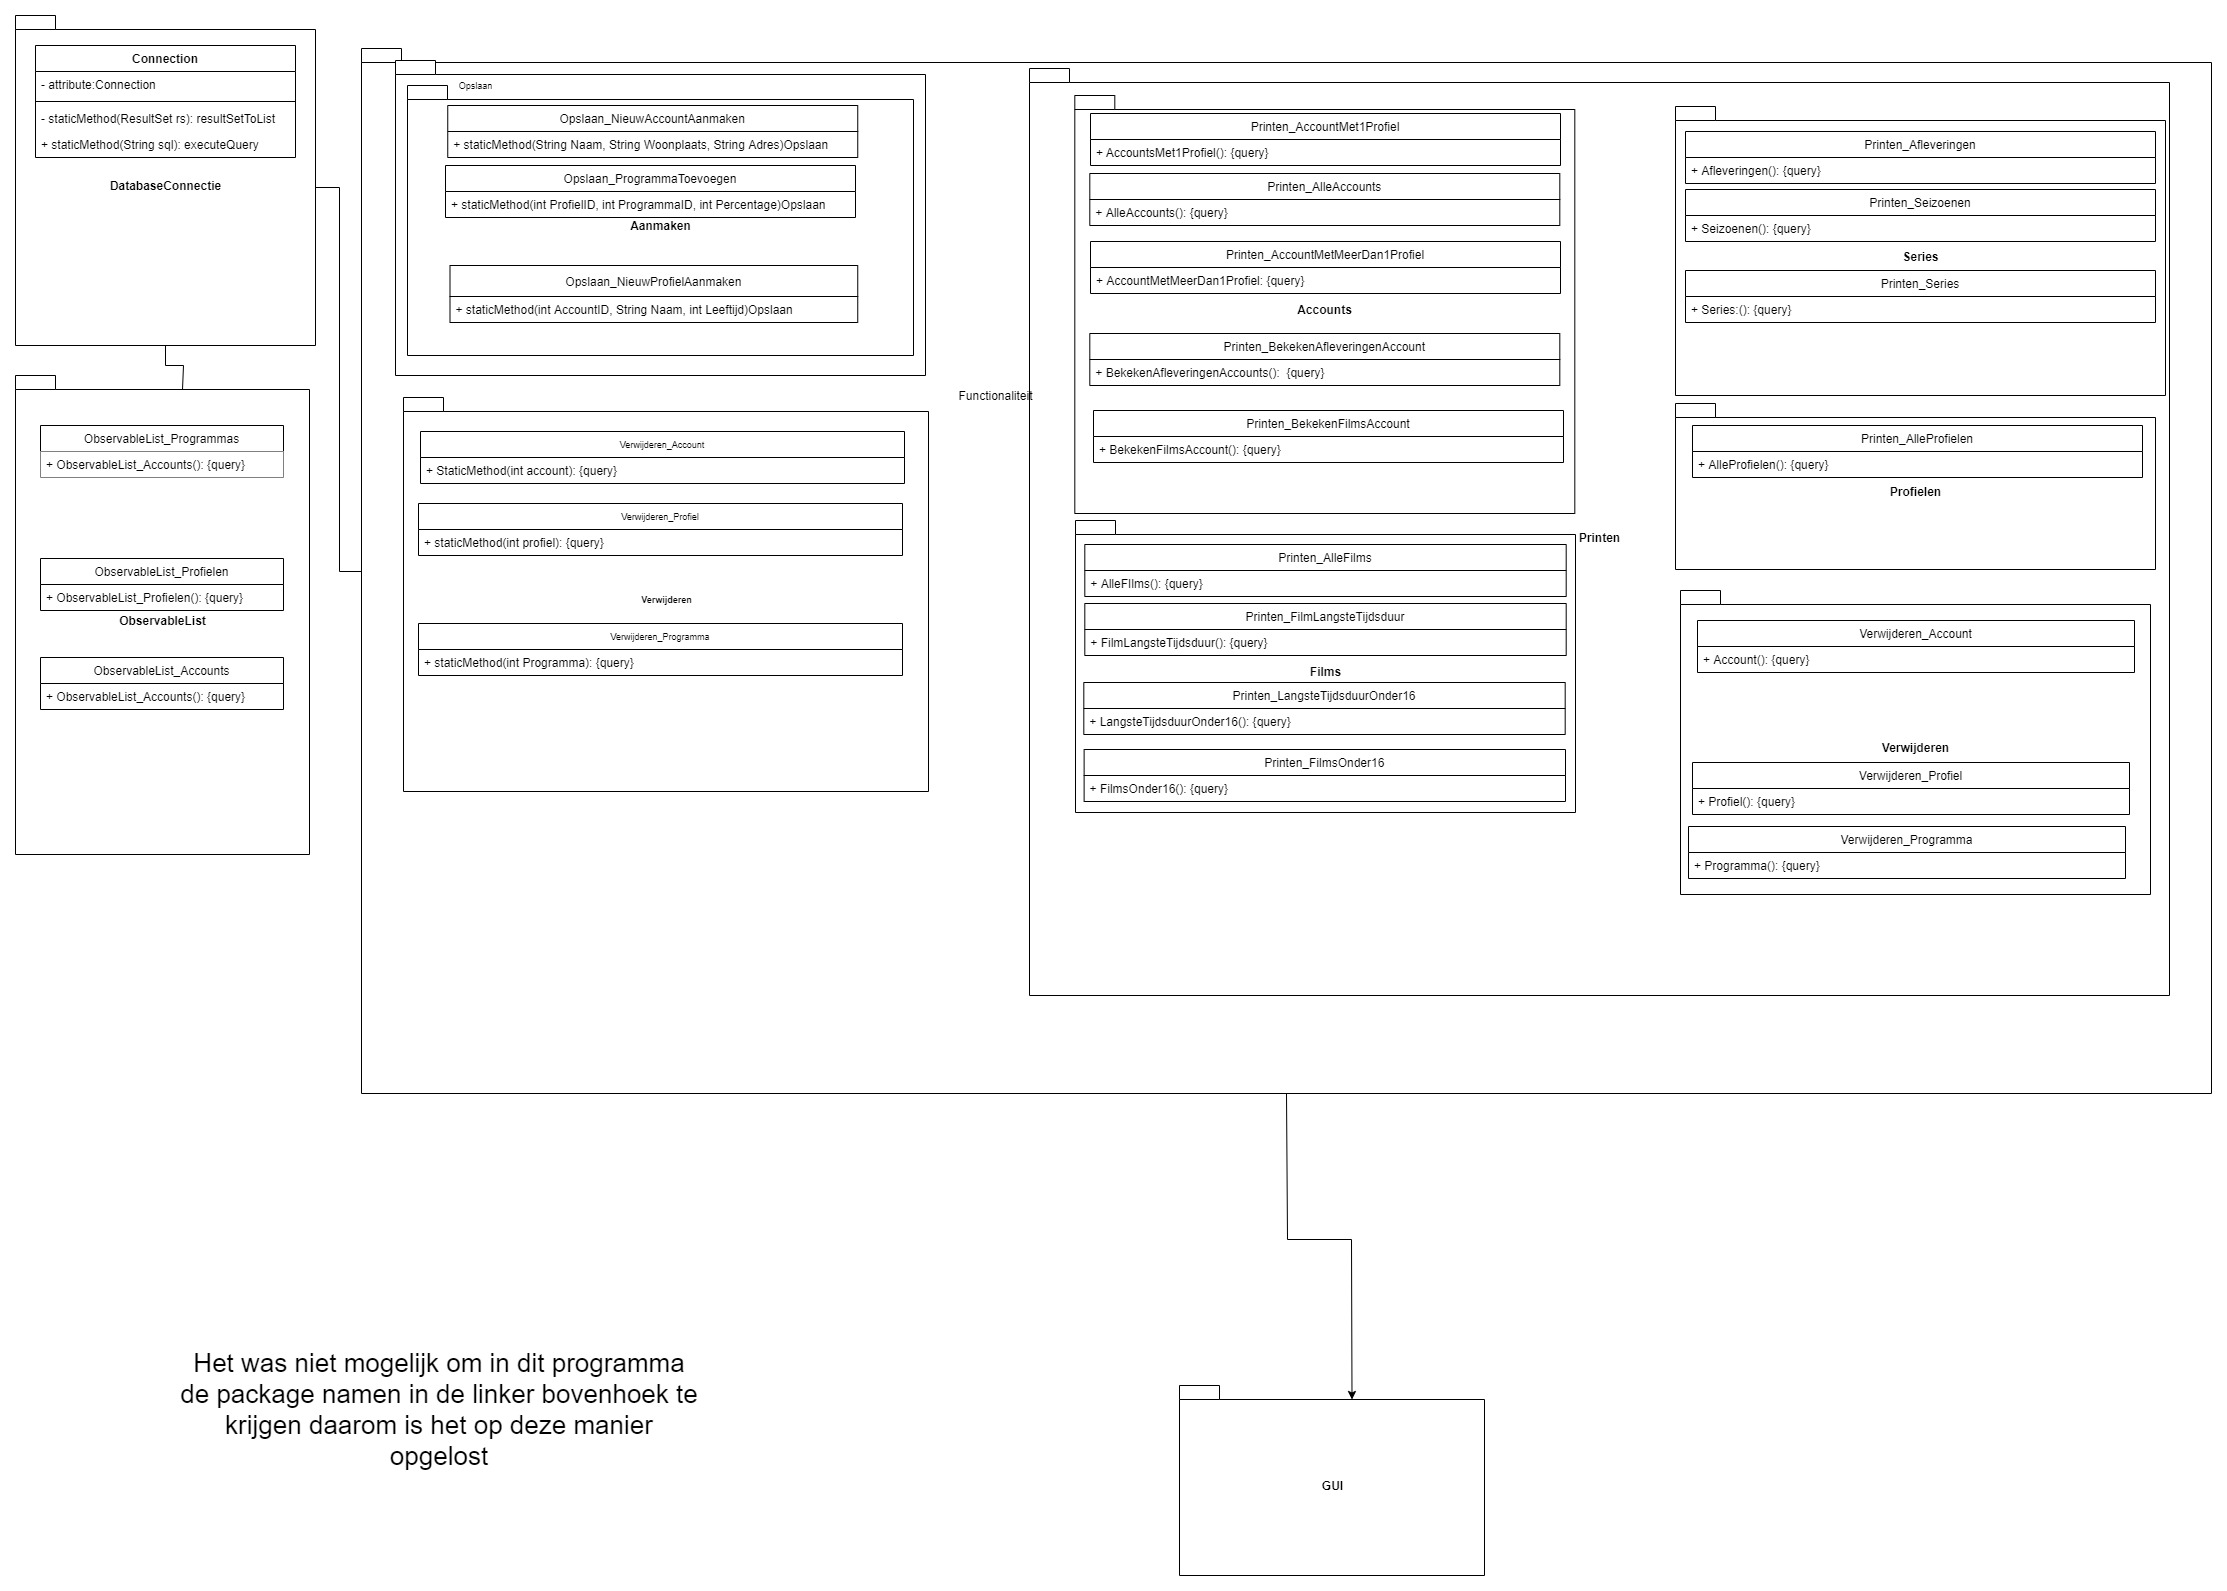 Connection
- attribute:Connection
- staticMethod(ResultSet rs): resultSetToList
+ staticMethod(String sql): executeQuery
DatabaseConnectie
ObservableList_Programmas
+ ObservableList_Accounts(): {query}
ObservableList_Profielen
+ ObservableList_Profielen(): {query}
ObservableList
ObservableList_Accounts
+ ObservableList_Accounts(): {query}
Opslaan
Opslaan_NieuwAccountAanmaken
+ staticMethod(String Naam, String Woonplaats, String Adres)Opslaan
Opslaan_ProgrammaToevoegen
+ staticMethod(int ProfielID, int ProgrammaID, int Percentage)Opslaan
Aanmaken
Opslaan_NieuwProfielAanmaken
+ staticMethod(int AccountID, String Naam, int Leeftijd)Opslaan
Verwijderen_Account
+ StaticMethod(int account): {query}
Verwijderen_Profiel
+ staticMethod(int profiel): {query}
Verwijderen
Verwijderen_Programma
+ staticMethod(int Programma): {query}
Functionaliteit
Printen_AccountMet1Profiel
+ AccountsMet1Profiel(): {query}
Printen_AlleAccounts
+ AlleAccounts(): {query}
Printen_AccountMetMeerDan1Profiel
+ AccountMetMeerDan1Profiel: {query}
Accounts
Printen_BekekenAfleveringenAccount
+ BekekenAfleveringenAccounts():  {query}
Printen_BekekenFilmsAccount
+ BekekenFilmsAccount(): {query}
Printen
Printen_AlleFilms
+ AlleFIlms(): {query}
Printen_FilmLangsteTijdsduur
+ FilmLangsteTijdsduur(): {query}
Films
Printen_LangsteTijdsduurOnder16
+ LangsteTijdsduurOnder16(): {query}
Printen_FilmsOnder16
+ FilmsOnder16(): {query}
Printen_Afleveringen
+ Afleveringen(): {query}
Printen_Seizoenen
+ Seizoenen(): {query}
Series
Printen_Series
+ Series:(): {query}
Printen_AlleProfielen
+ AlleProfielen(): {query}
Profielen
Verwijderen_Account
+ Account(): {query}
Verwijderen
Verwijderen_Profiel
+ Profiel(): {query}
Verwijderen_Programma
+ Programma(): {query}
Het was niet mogelijk om in dit programma
de package namen in de linker bovenhoek te
krijgen daarom is het op deze manier
opgelost
GUI